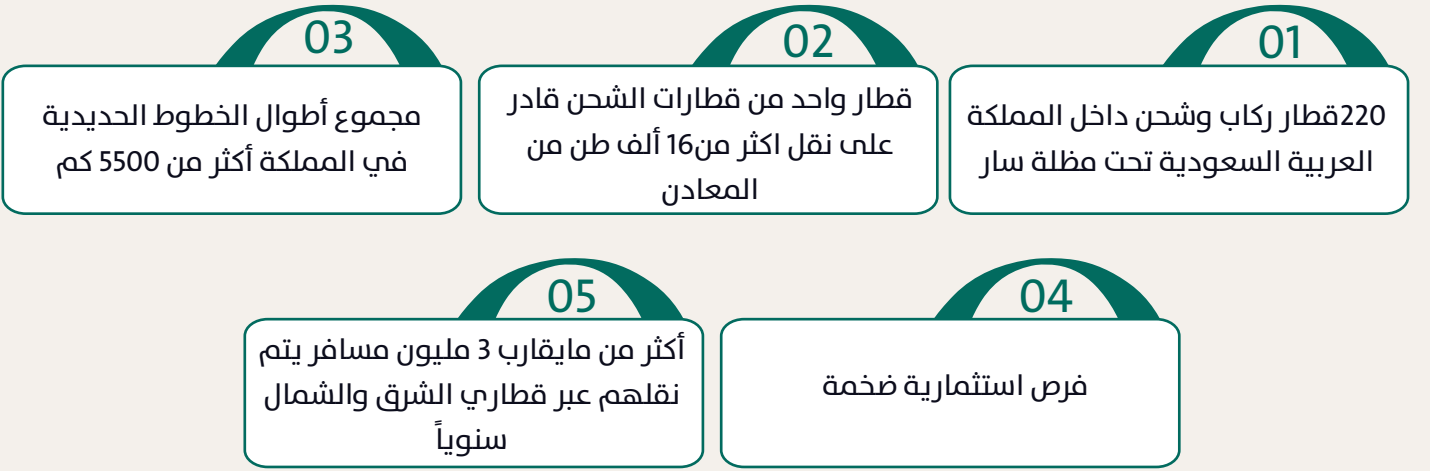 01
220قطار ركاب وشحن داخل المملكة
العربية السعودية تحت مظلة سار
02
قطار واحد من قطارات الشحن قادر
على نقل اكثر من16 ألف طن من
المعادن
03
مجموع أطوال الخطوط الحديدية
في المملكة أكثر من 5500 كم
04
فرص استثمارية ضخمة
05
أكثر من مايقارب 3 مليون مسافر يتم
نقلهم عبر قطاري الشرق والشمال
سنوياً